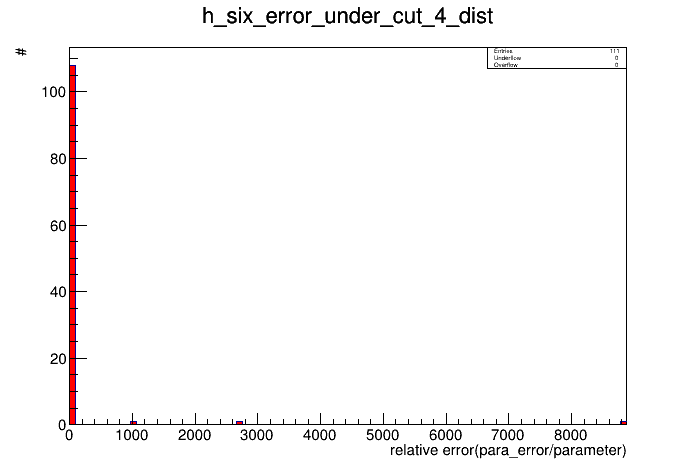 h_six_error_under_cut_4_dist
#
Entries 111
Underflow 0
Overflow 0
100
80
60
40
20
0
0 1000 2000 3000 4000 5000 6000 7000 8000
relative error(para_error/parameter)